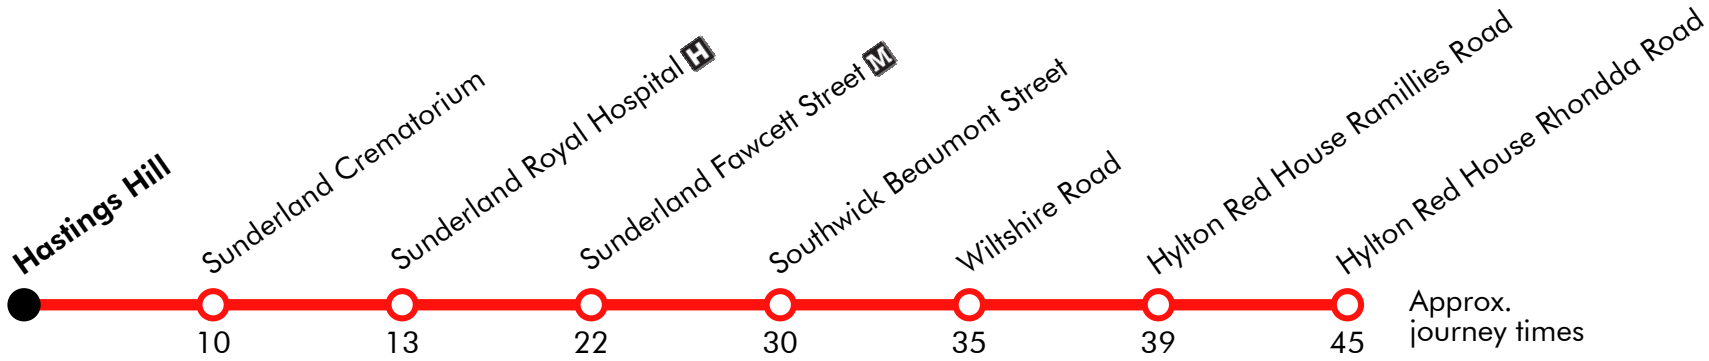 Hastings Hill
Sunderland Crematorium
Sunderland Royal Hospital H
Sunderland Fawcett Street M
Southwick Beaumont Street
Wiltshire Road
Hylton Red House Ramillies Road
Hylton Red House Rhondda Road
10
13
22
30
35
39
45
Approx.
journey times